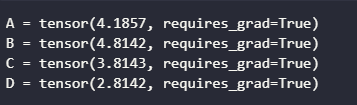 A = tensor(4.1857, requires_grad=True)
B = tensor(4.8142, requires_grad=True)
C = tensor(3.8143, requires_grad=True)
D = tensor(2.8142, requires_grad=True)